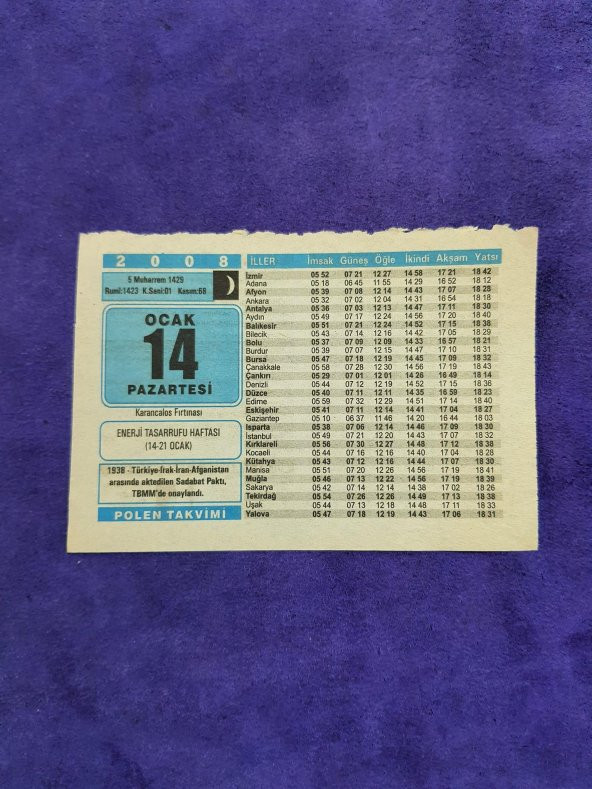 2 0 0 8
5 Muharrem 1429
Rumi:1423 K.Seni:01 Kasım:68
OCAK
14
PAZARTESİ
Karancalos Fırtınası
ENERJİ TASARRUFU HAFTASI
(14-21 OCAK)
1938 - Türkiye-Irak-İran-Afganistan
arasında aktedilen Sadabat Paktı,
TBMM'de onaylandı.
POLEN TAKVİMİ
İLLER İmsak Güneş Öğle İkindi Akşam Yatsı
İzmir 05 52 07 21 12 27 14 58 17 21 18 42
Adana 05 18 06 45 11 55 14 29 16 52 18 12
Afyon 05 39 07 08 12 14 14 43 17 07 18 28
Ankara 05 32 07 02 12 04 14 31 16 54 18 18
Antalya 05 36 07 03 12 13 14 47 17 11 18 30
Aydın 05 49 07 17 12 24 14 56 17 20 18 40
Balıkesir 05 51 07 21 12 24 14 52 17 15 18 38
Bilecik 05 43 07 14 12 16 14 42 17 05 18 29
Bolu 05 37 07 09 12 09 14 33 16 57 18 21
Burdur 05 39 07 07 12 15 14 47 17 10 18 31
Bursa 05 47 07 18 12 19 14 45 17 09 18 32
Çanakkale 05 58 07 28 12 30 14 56 17 19 18 43
Çankırı 05 29 07 01 12 01 14 26 16 49 18 14
Denizli 05 44 07 12 12 19 14 52 17 15 18 36
Düzce 05 40 07 11 12 11 14 35 16 59 18 23
Edirne 05 59 07 32 12 29 14 51 17 14 18 40
Eskişehir 05 41 07 11 12 14 14 41 17 04 18 27
Gaziantep 05 10 06 37 11 46 14 20 16 44 18 03
Isparta 05 38 07 06 12 14 14 46 17 09 18 30
İstanbul 05 49 07 21 12 20 14 43 17 07 18 32
Kırklareli 05 56 07 30 12 27 14 48 17 12 18 38
Kocaeli 05 44 07 16 12 16 14 40 17 04 18 28
Kütahya 05 43 07 12 12 16 14 44 17 07 18 30
Manisa 05 51 07 20 12 26 14 56 17 19 18 41
Muğla 05 46 07 13 12 22 14 56 17 19 18 39
Sakarya 05 42 07 14 12 14 14 38 17 02 18 26
Tekirdağ 05 54 07 26 12 26 14 49 17 13 18 38
Uşak 05 44 07 13 12 18 14 48 17 11 18 33
Yalova 05 47 07 18 12 19 14 43 17 06 18 31